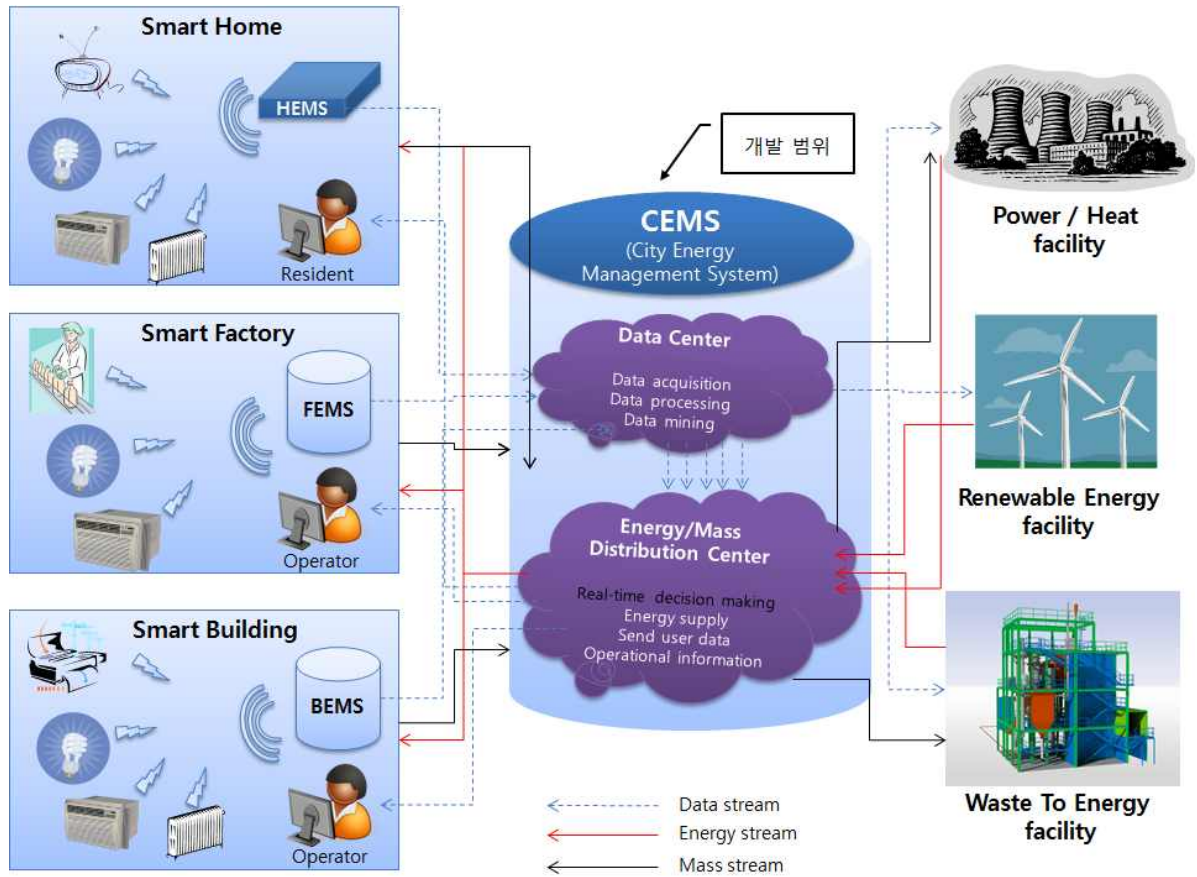 Smart Home
HEMS
Resident
Smart Factory
FEMS
Operator
Smart Building
BEMS
Operator
개발 범위
CEMS
(City Energy
Management System)
Data Center
Data acquisition
Data processing
Data mining
Energy/Mass
Distribution Center
Real-time decision making
Energy supply
Send user data
Operational information
Power / Heat
facility
Renewable Energy
facility
Waste To Energy
facility
Data stream
Energy stream
Mass stream